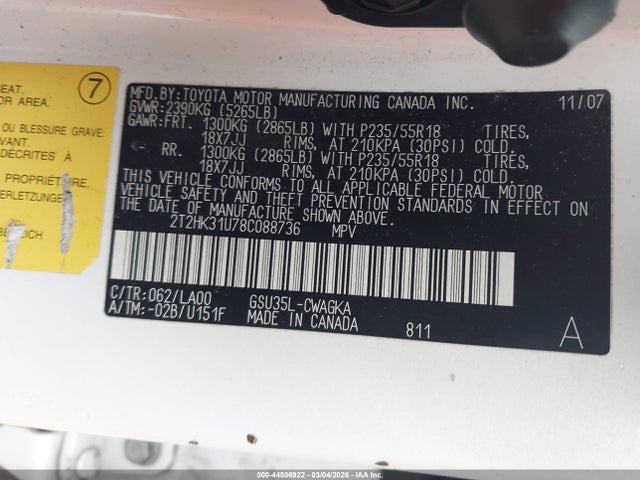 EAT.
OR AREA.
7
OU BLESSURE GRAVE
AVANT.
DÉCRITES À
PROPRIÉTAIRE
VERLETZUNGEN
BEREICH
MFD.BY:TOYOTA MOTOR MANUFACTURING CANADA INC. 11/07
GVWR:2390KG (5265LB)
GAWR:FRT. 1300KG (2865LB) WITH P235/55R18 TIRES,
18X7JJ RIMS, AT 210KPA (30PSI) COLD.
- RR. 1300KG (2865LB) WITH P235/55R18 TIRES,
18X7JJ RIMS, AT 210KPA (30PSI) COLD.
THIS VEHICLE CONFORMS TO ALL APPLICABLE FEDERAL MOTOR
VEHICLE SAFETY AND THEFT PREVENTION STANDARDS IN EFFECT ON
THE DATE OF MANUFACTURE SHOWN ABOVE.
2T2HK31U78C088736 MPV
C/TR:062/LA00 GSU35L-CWAGKA
A/TM:-02B/U151F MADE IN CANADA 811 A
000-44506922 - 03/04/2026 - IAA, Inc.